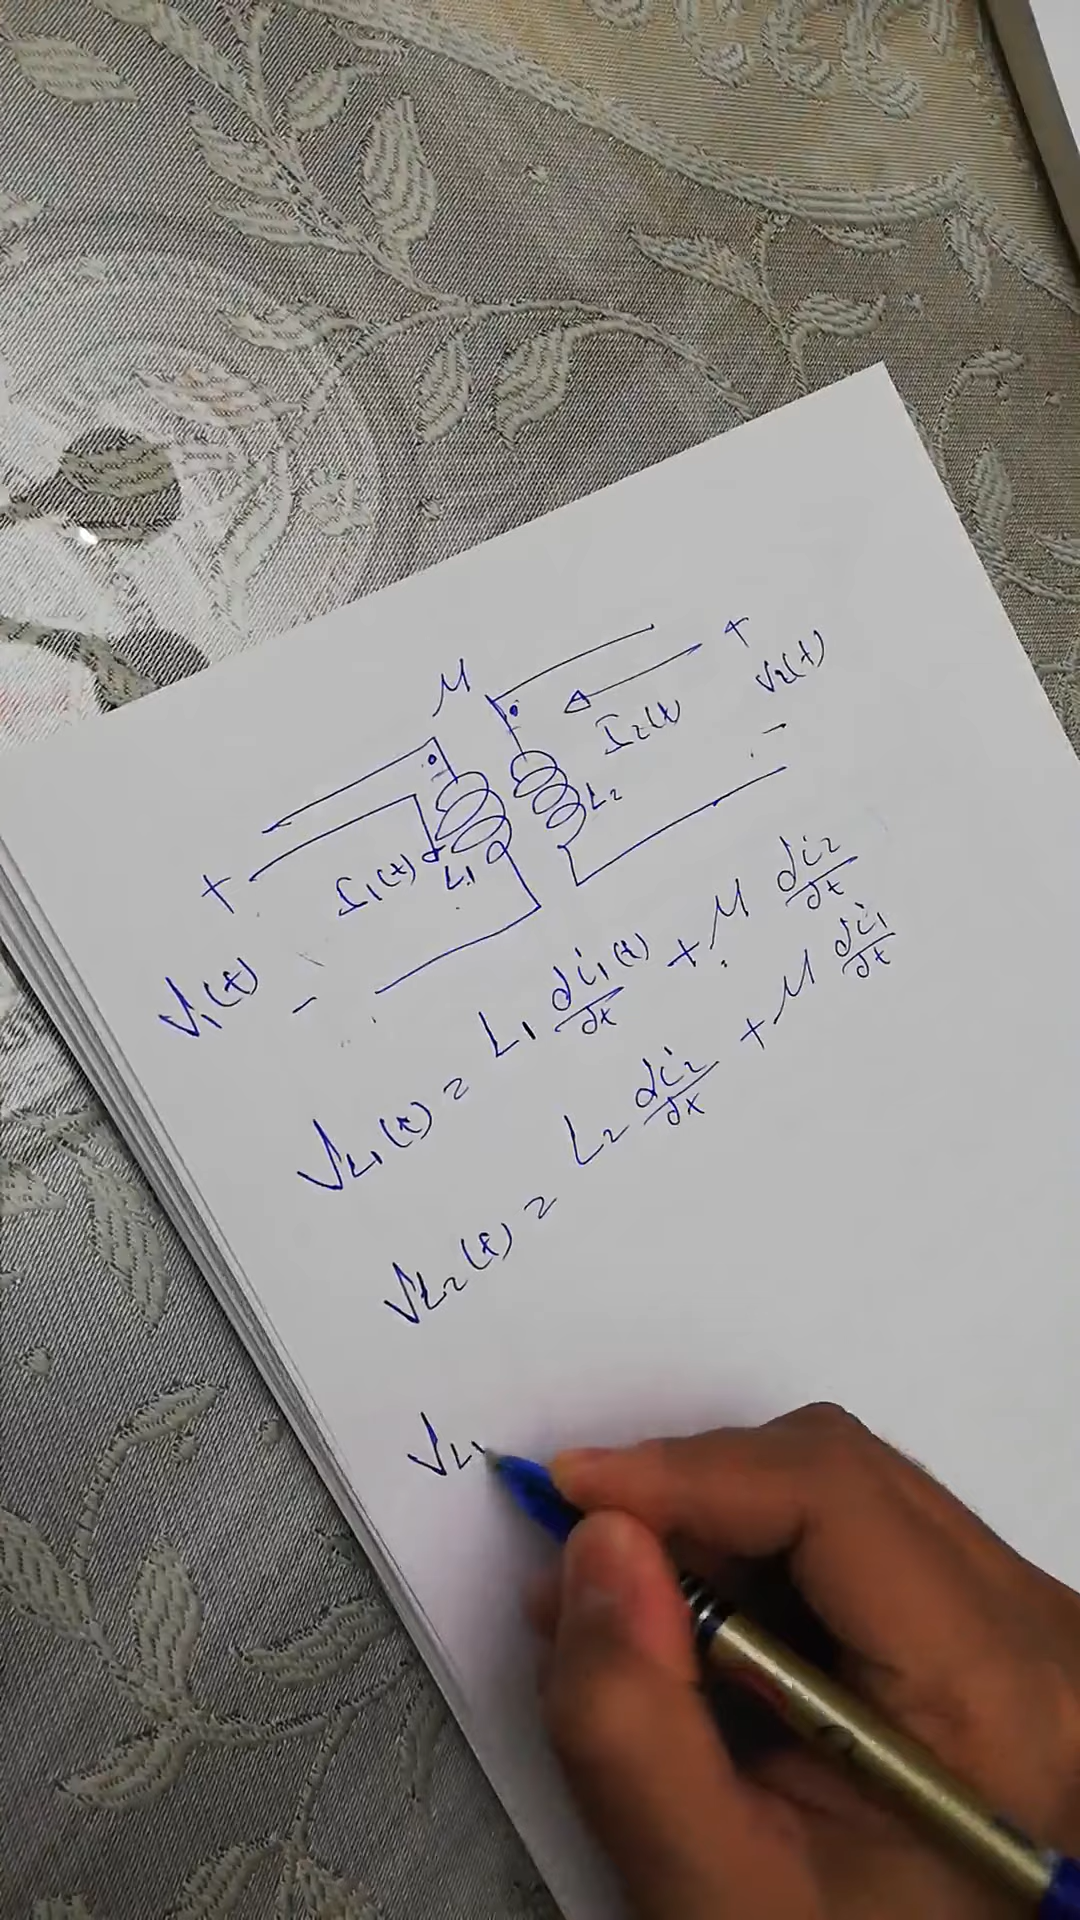 M
+
I2(t)
V2(t)
-
L2
+
I1(t)
L1
V1(t)
-
VL1(t) = L1 di1(t)/dt + M di2/dt
VL2(t) = L2 di2/dt + M di1/dt
VL